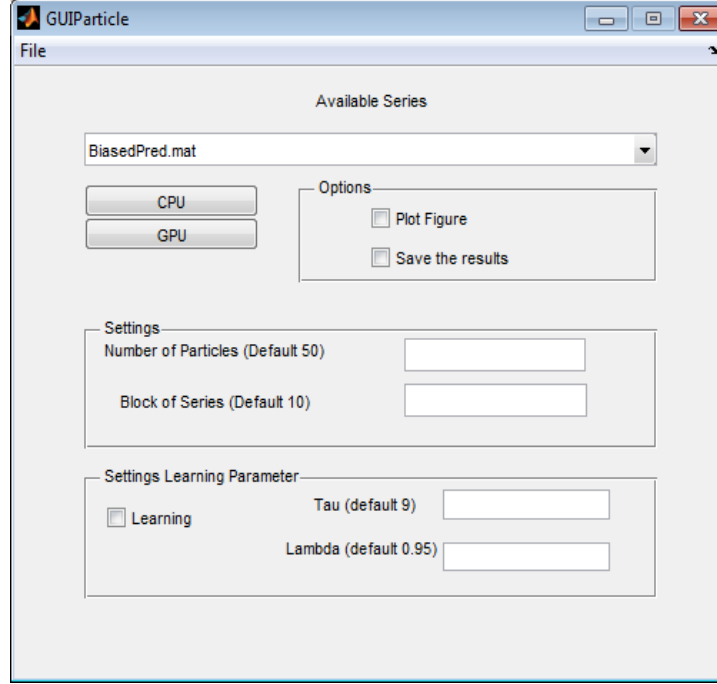 GUIParticle
File
Available Series
BiasedPred.mat
CPU
GPU
Options
Plot Figure
Save the results
Settings
Number of Particles (Default 50)
Block of Series (Default 10)
Settings Learning Parameter
Learning
Tau (default 9)
Lambda (default 0.95)